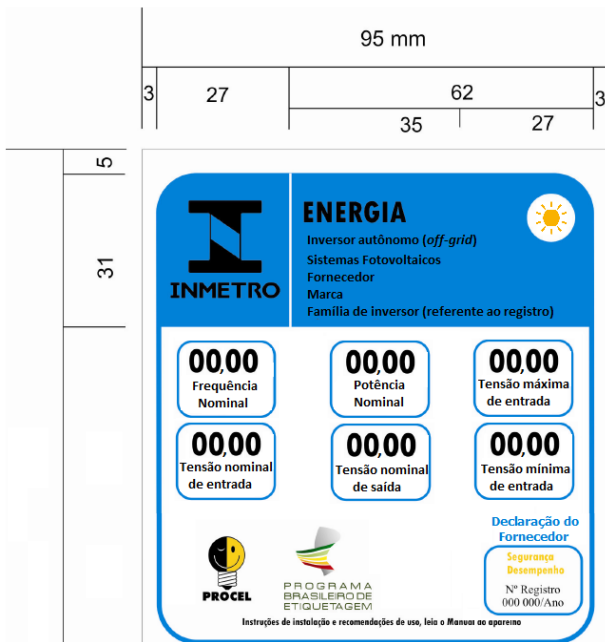 95 mm
3 27 62 3
35 27
5
31
INMETRO
ENERGIA
Inversor autônomo (off-grid)
Sistemas Fotovoltaicos
Fornecedor
Marca
Família de inversor (referente ao registro)
00,00
Frequência
Nominal
00,00
Potência
Nominal
00,00
Tensão máxima
de entrada
00,00
Tensão nominal
de entrada
00,00
Tensão nominal
de saída
00,00
Tensão mínima
de entrada
PROCEL
PROGRAMA
BRASILEIRO DE
ETIQUETAGEM
Declaração do
Fornecedor
Segurança
Desempenho
Nº Registro
000 000/Ano
Instruções de instalação e recomendações de uso, leia o